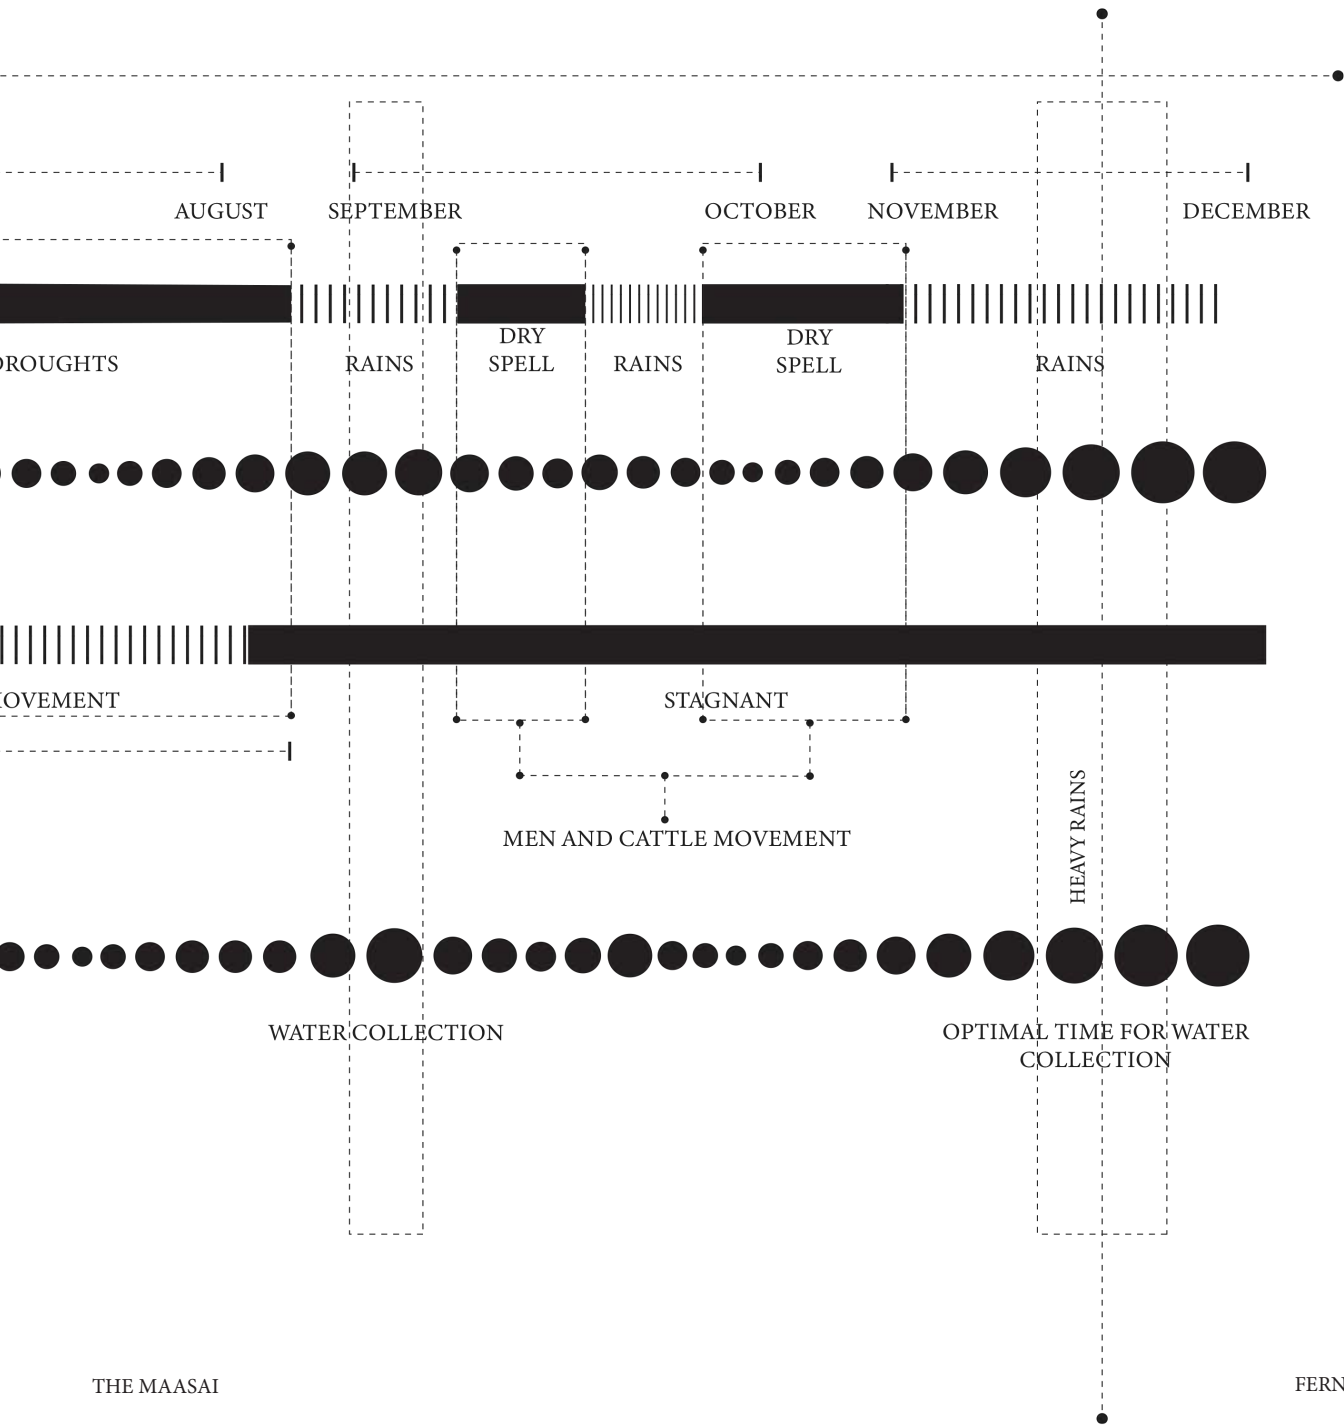 AUGUST
SEPTEMBER
OCTOBER
NOVEMBER
DECEMBER
DRY
SPELL
DRY
SPELL
ROUGHTS
RAINS
RAINS
RAINS
OVEMENT
STAGNANT
MEN AND CATTLE MOVEMENT
HEAVY RAINS
WATER COLLECTION
OPTIMAL TIME FOR WATER
COLLECTION
THE MAASAI
FERN